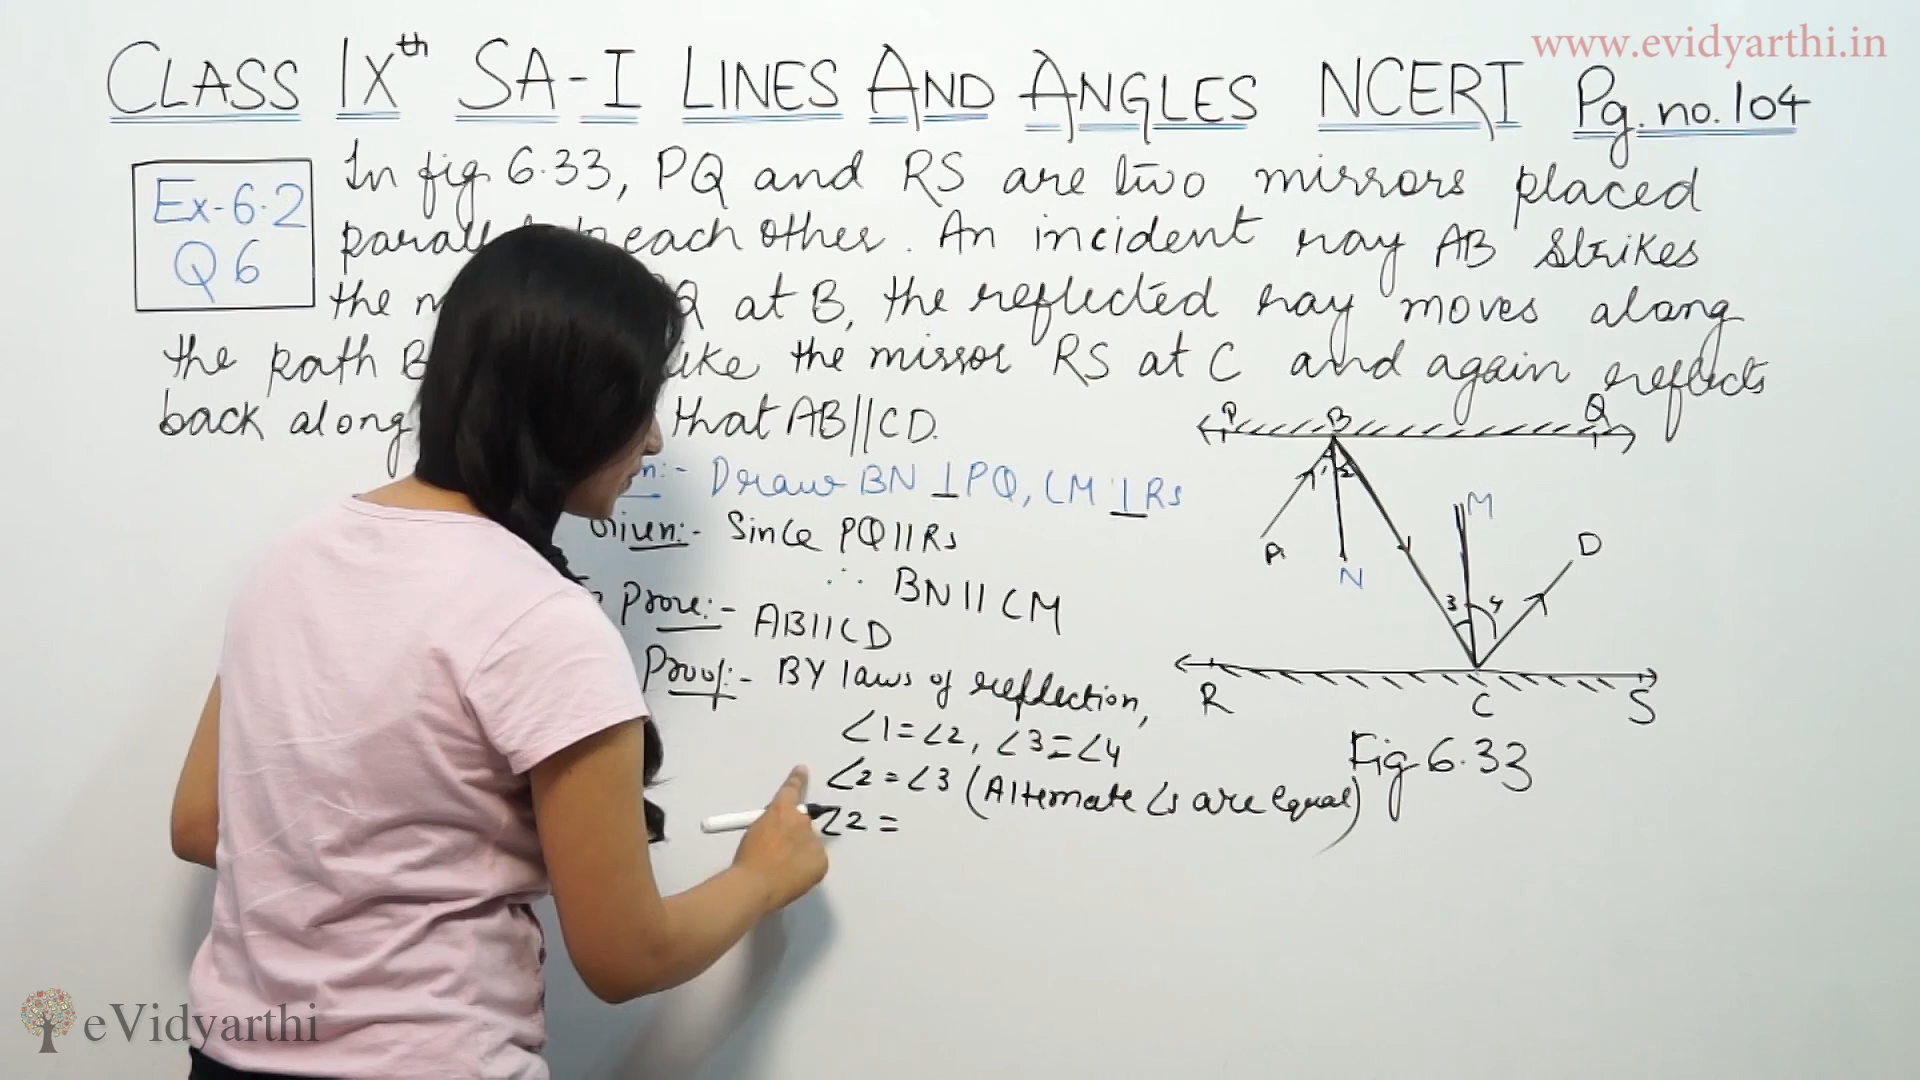 www.evidyarthi.in
CLASS IXth SA-I LINES AND ANGLES NCERT Pg. no. 104
Ex-6.2
Q 6
In fig 6.33, PQ and RS are two mirrors placed
each other. An incident ray AB strikes
the Q at B, the reflected ray moves along
the path B the mirror RS at C and again reflects
back along that AB||CD.
Draw BN ⊥ PQ, CM ⊥ RS
Given:- Since PQ || RS
∴ BN || CM
Prove:- AB || CD
Proof:- BY laws of reflection,
∠1 = ∠2, ∠3 = ∠4
∠2 = ∠3 (Alternate ∠s are equal)
∠2 =
P B Q
1 2
A N M D
3 4
R C S
Fig 6.33
eVidyarthi